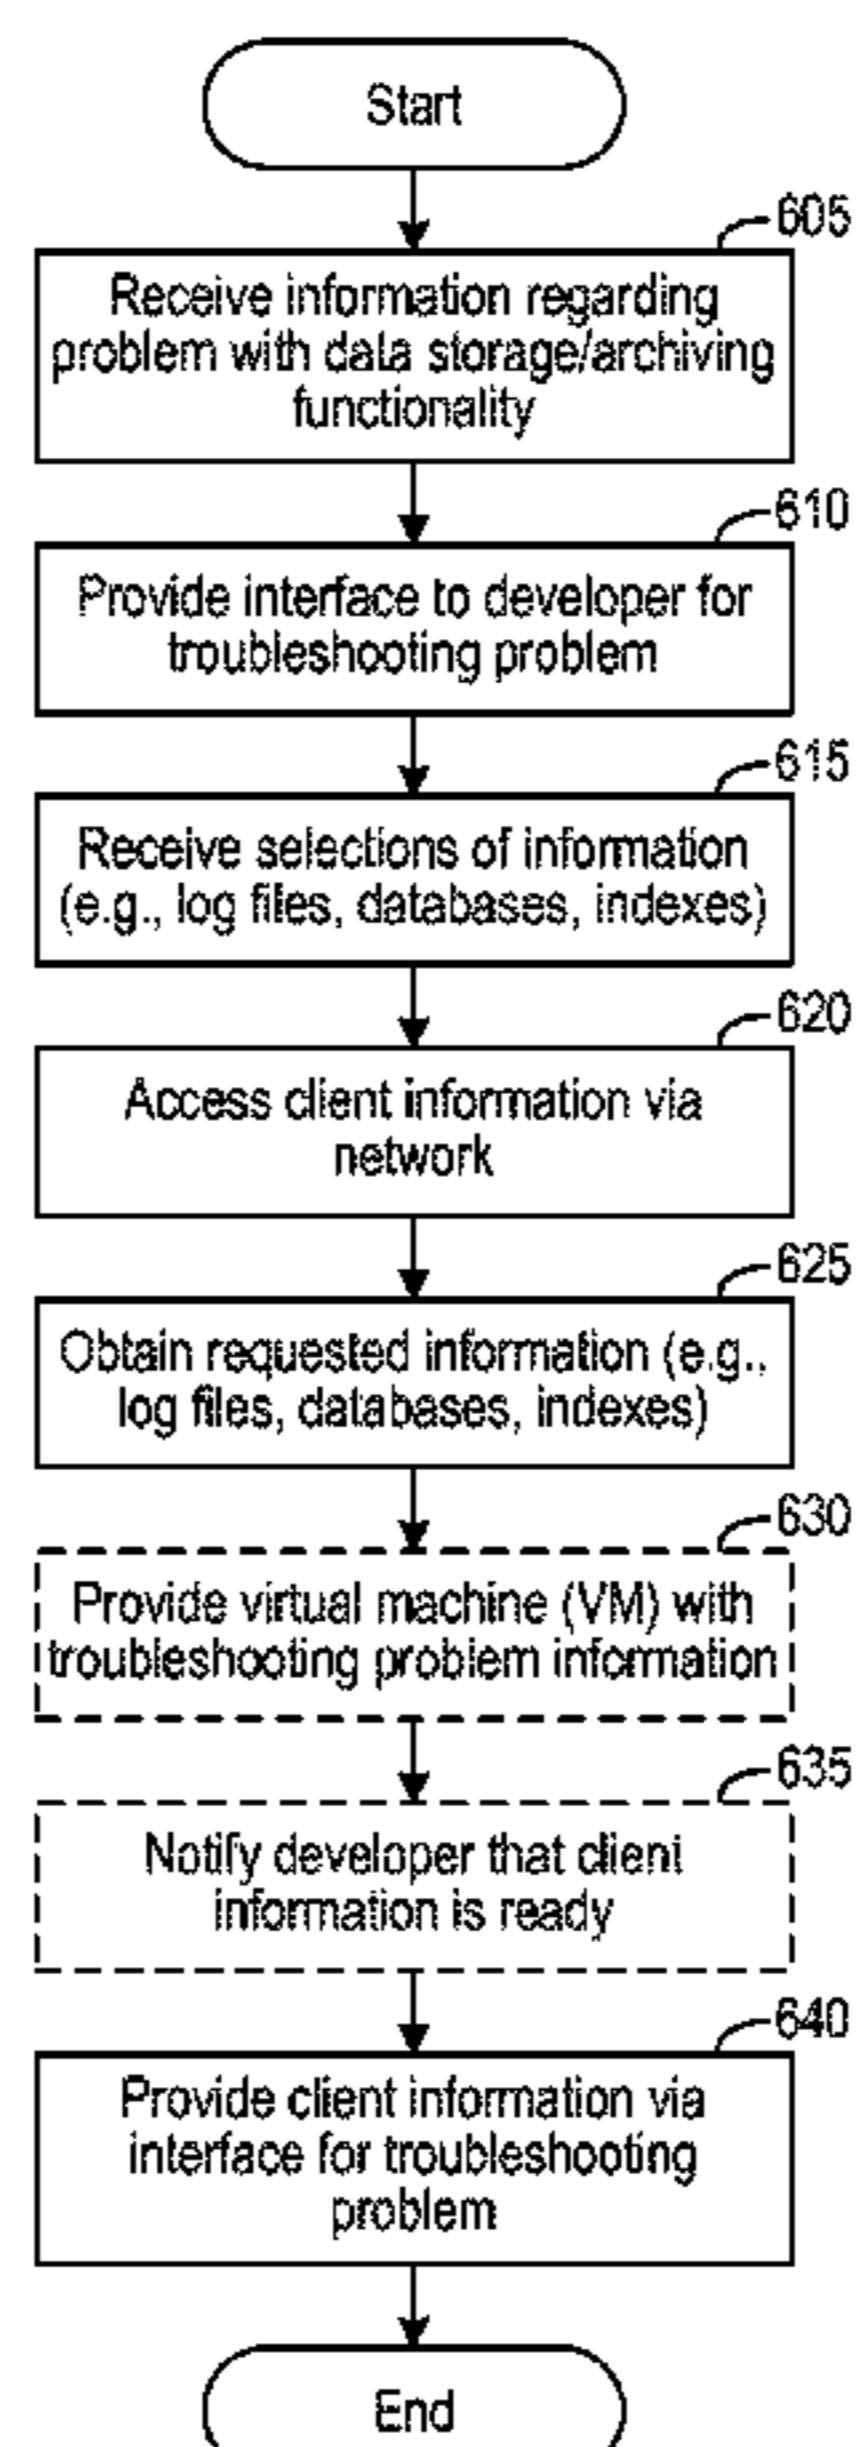 Start
605
Receive information regarding
problem with data storage/archiving
functionality
610
Provide interface to developer for
troubleshooting problem
615
Receive selections of information
(e.g., log files, databases, indexes)
620
Access client information via
network
625
Obtain requested information (e.g.,
log files, databases, indexes)
630
Provide virtual machine (VM) with
troubleshooting problem information
635
Notify developer that client
information is ready
640
Provide client information via
interface for troubleshooting
problem
End